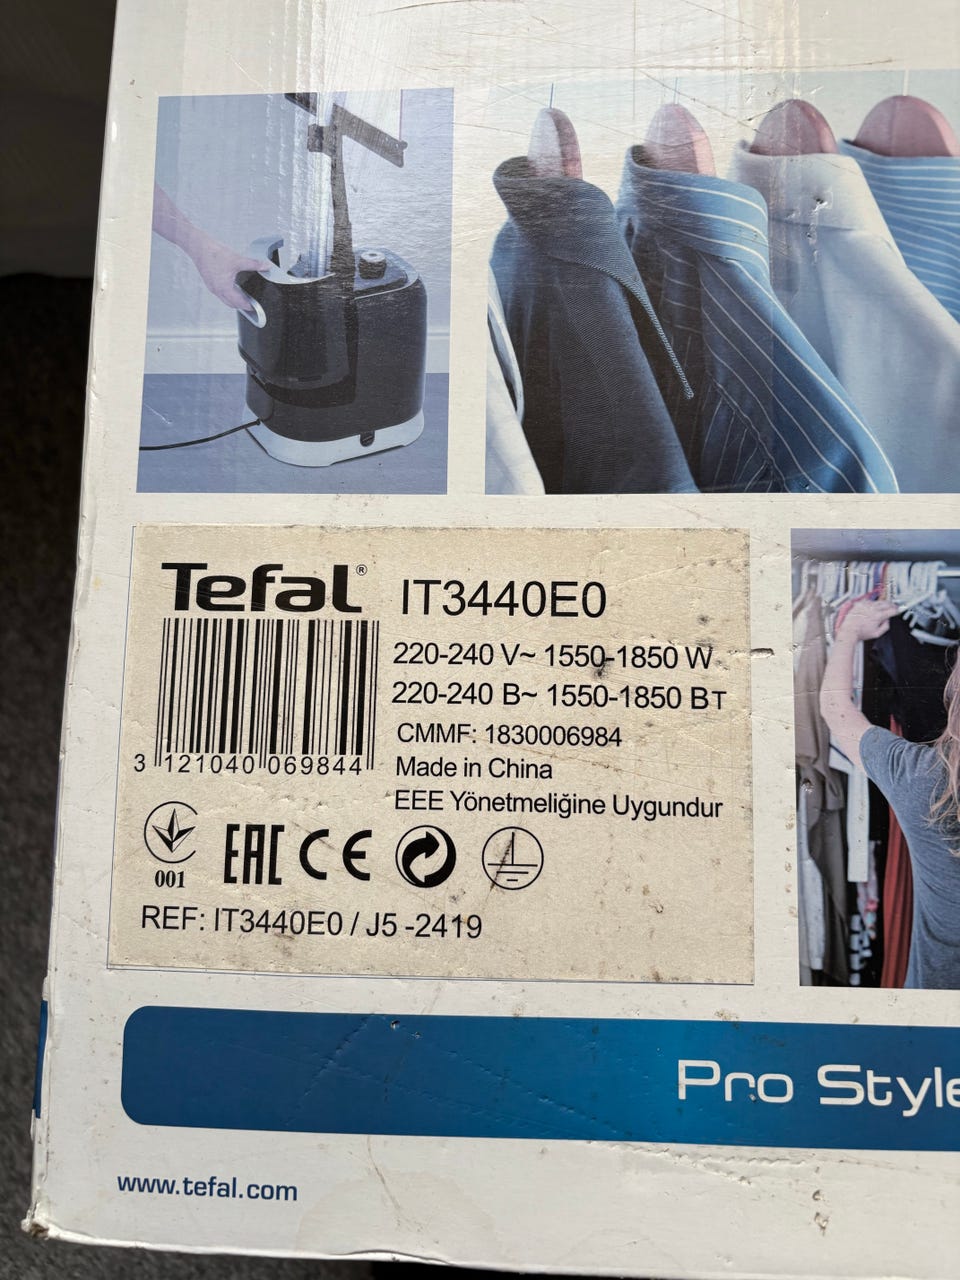 Tefal®
IT3440E0
220-240 V~ 1550-1850 W
220-240 В~ 1550-1850 Вт
CMMF: 1830006984
Made in China
EEE Yönetmeliğine Uygundur
3 121040 069844
001
EAC CE
REF: IT3440E0 / J5 -2419
Pro Style
www.tefal.com